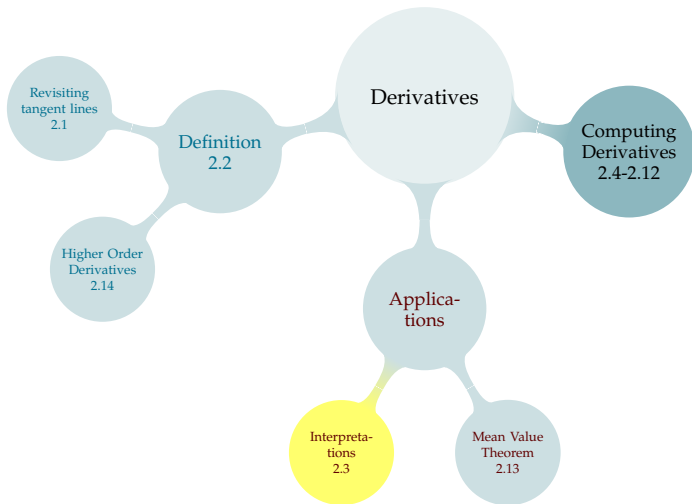 Derivatives
Revisiting
tangent lines
2.1
Definition
2.2
Computing
Derivatives
2.4-2.12
Higher Order
Derivatives
2.14
Applica-
tions
Interpreta-
tions
2.3
Mean Value
Theorem
2.13